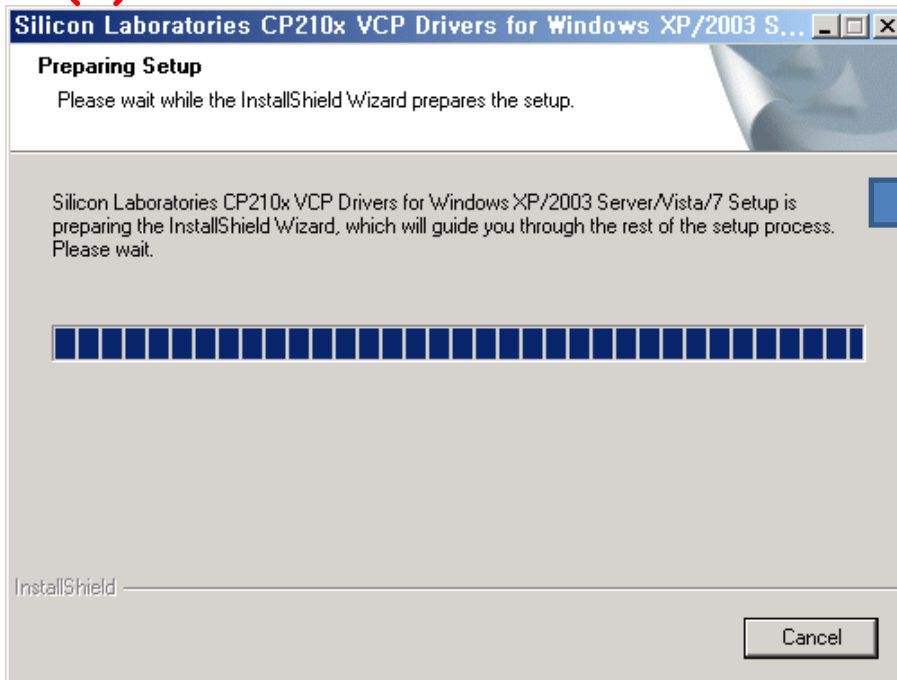 Silicon Laboratories CP210x VCP Drivers for Windows XP/2003 S...
Preparing Setup
Please wait while the InstallShield Wizard prepares the setup.
Silicon Laboratories CP210x VCP Drivers for Windows XP/2003 Server/Vista/7 Setup is
preparing the InstallShield Wizard, which will guide you through the rest of the setup process.
Please wait.
InstallShield
Cancel